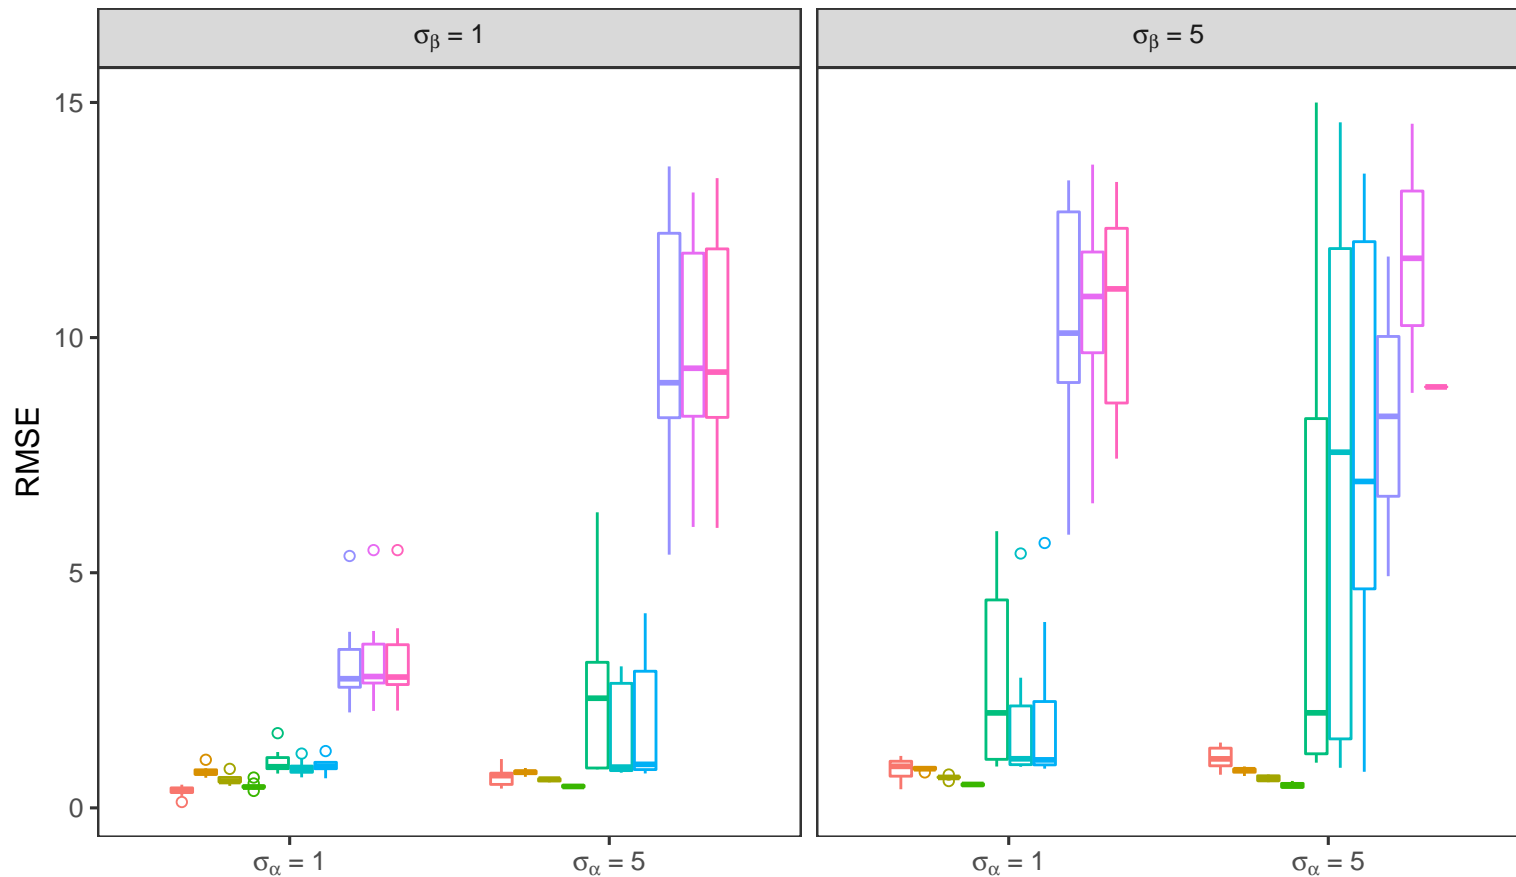 σβ = 1
σβ = 5
RMSE
15
10
5
0
σα = 1
σα = 5
σα = 1
σα = 5